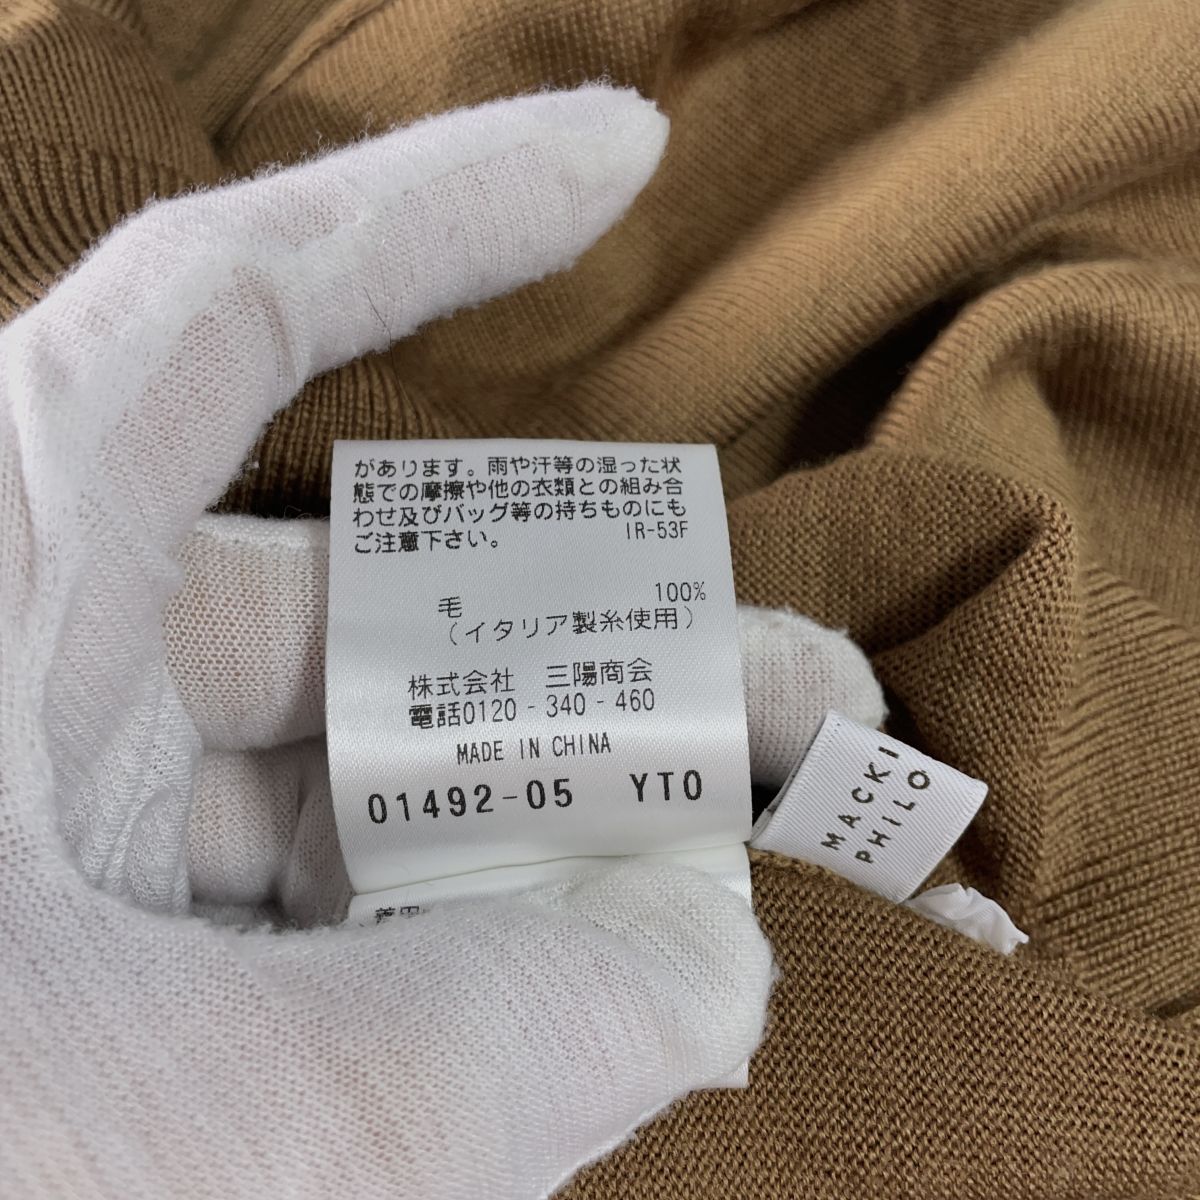 があります。雨や汗等の湿った状
態での摩擦や他の衣類との組み合
わせ及びバッグ等の持ちものにも
ご注意下さい。 IR-53F
毛 100%
（イタリア製糸使用）
株式会社 三陽商会
電話0120-340-460
MADE IN CHINA
01492-05 YTO
MACKI
PHILO